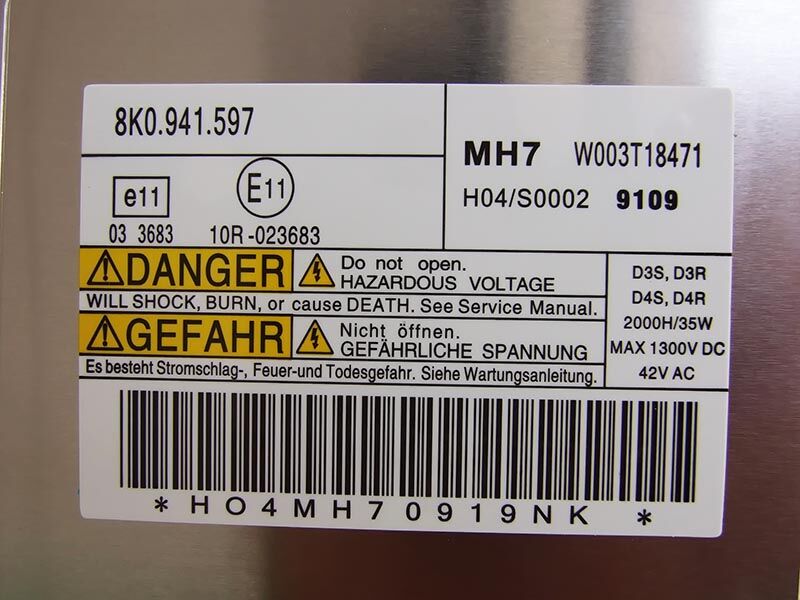 8K0.941.597
MH7 W003T18471
H04/S0002 9109
e11
E11
03 3683
10R-023683
DANGER
Do not open.
HAZARDOUS VOLTAGE
WILL SHOCK, BURN, or cause DEATH. See Service Manual.
GEFAHR
Nicht öffnen.
GEFÄHRLICHE SPANNUNG
Es besteht Stromschlag-, Feuer-und Todesgefahr. Siehe Wartungsanleitung.
D3S, D3R
D4S, D4R
2000H/35W
MAX 1300V DC
42V AC
*HO4MH70919NK*